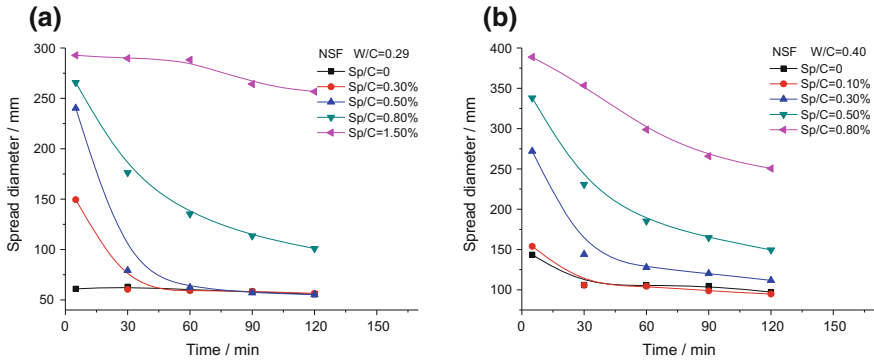 (a)
NSF W/C=0.29
Sp/C=0
Sp/C=0.30%
Sp/C=0.50%
Sp/C=0.80%
Sp/C=1.50%
300
250
200
150
100
50
Spread diameter / mm
0 30 60 90 120 150
Time / min
(b)
NSF W/C=0.40
Sp/C=0
Sp/C=0.10%
Sp/C=0.30%
Sp/C=0.50%
Sp/C=0.80%
400
350
300
250
200
150
100
Spread diameter / mm
0 30 60 90 120 150
Time / min